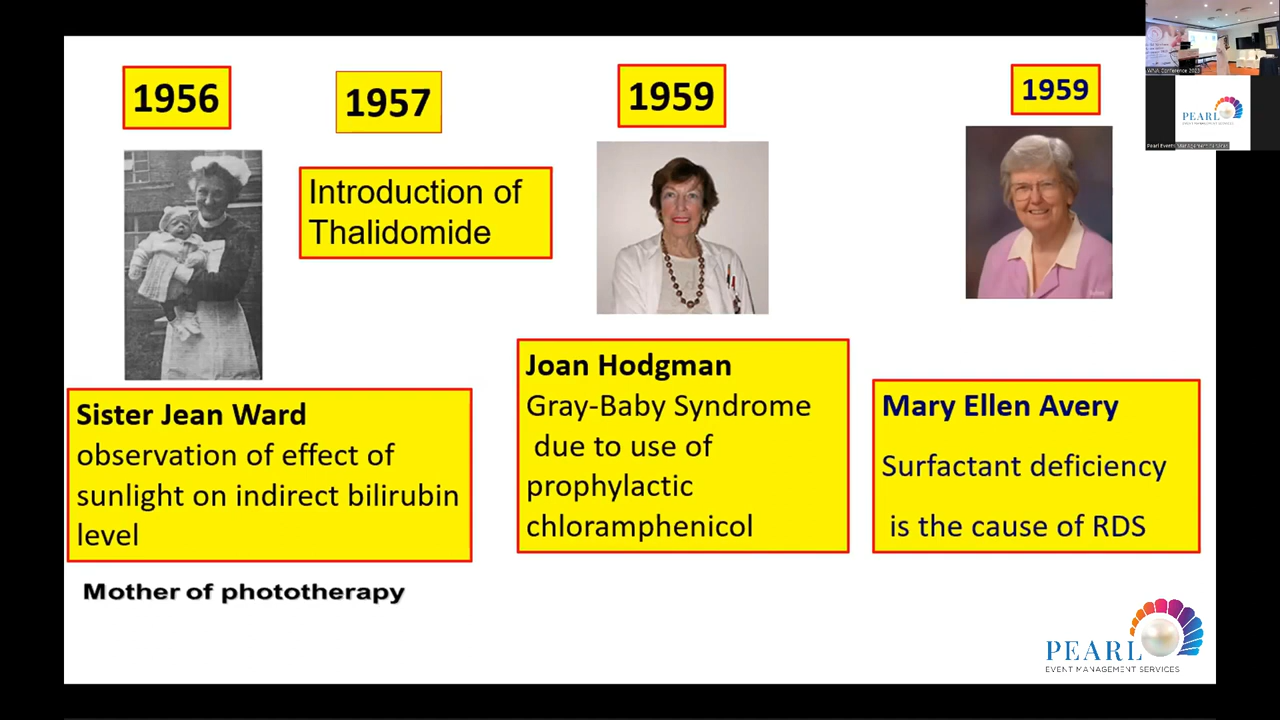 1956
1957
1959
1959
Introduction of
Thalidomide
Sister Jean Ward
observation of effect of
sunlight on indirect bilirubin
level
Mother of phototherapy
Joan Hodgman
Gray-Baby Syndrome
due to use of
prophylactic
chloramphenicol
Mary Ellen Avery
Surfactant deficiency
is the cause of RDS
PEARL
EVENT MANAGEMENT SERVICES
PEARL